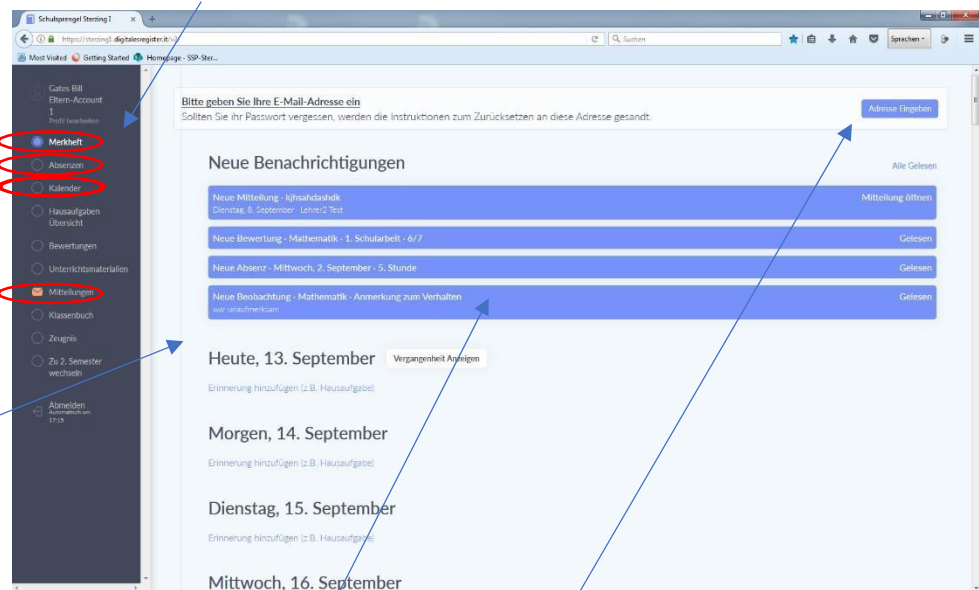 Schulsprengel Sterzing I
https://sterzing1.digitalesregister.it/v2
Suchen
Sprachen
Most Visited Getting Started Homepage - SSP-Ster...
Gates Bill
Eltern-Account
1
Profil bearbeiten
Merkheft
Absenzen
Kalender
Hausaufgaben
Übersicht
Bewertungen
Unterrichtsmaterialien
Mitteilungen
Klassenbuch
Zeugnis
Zu 2. Semester
wechseln
Abmelden
Automatisch um
17:15
Bitte geben Sie Ihre E-Mail-Adresse ein
Sollten Sie ihr Passwort vergessen, werden die Instruktionen zum Zurücksetzen an diese Adresse gesandt.
Adresse Eingeben
Neue Benachrichtigungen
Alle Gelesen
Neue Mitteilung - kjhsahdashdk
Dienstag, 8. September · Lehrer2 Test
Mitteilung öffnen
Neue Bewertung - Mathematik - 1. Schularbeit - 6/7
Gelesen
Neue Absenz - Mittwoch, 2. September - 5. Stunde
Gelesen
Neue Beobachtung - Mathematik - Anmerkung zum Verhalten
war unaufmerksam
Gelesen
Heute, 13. September
Vergangenheit Anzeigen
Erinnerung hinzufügen (z.B. Hausaufgabe)
Morgen, 14. September
Erinnerung hinzufügen (z.B. Hausaufgabe)
Dienstag, 15. September
Erinnerung hinzufügen (z.B. Hausaufgabe)
Mittwoch, 16. September